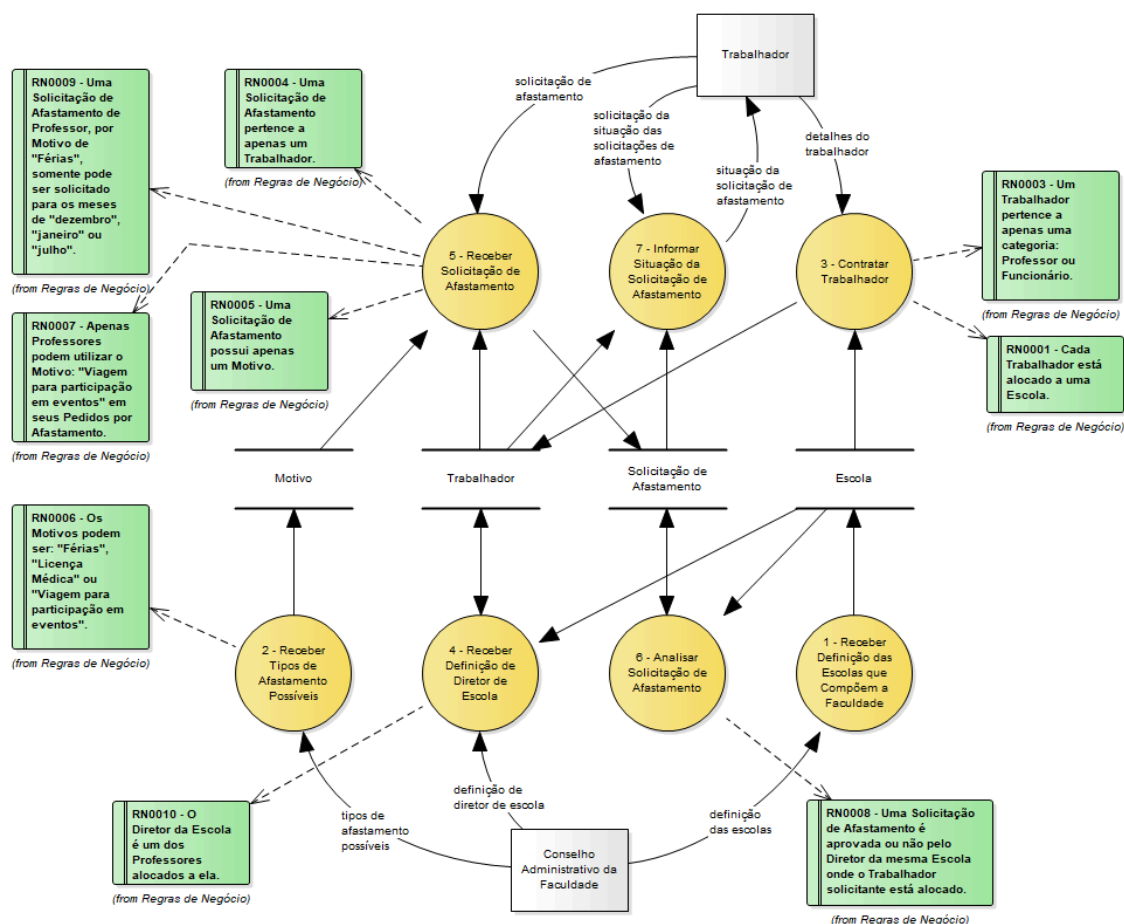 Trabalhador
solicitação de
afastamento
solicitação da
situação das
solicitações de
afastamento
situação da
solicitação de
afastamento
detalhes do
trabalhador
RN0009 - Uma
Solicitação de
Afastamento de
Professor, por
Motivo de
"Férias",
somente pode
ser solicitado
para os meses
de "dezembro",
"janeiro" ou
"julho".
(from Regras de Negócio)
RN0004 - Uma
Solicitação de
Afastamento
pertence a
apenas um
Trabalhador.
(from Regras de Negócio)
RN0003 - Um
Trabalhador
pertence a
apenas uma
categoria:
Professor ou
Funcionário.
(from Regras de Negócio)
5 - Receber
Solicitação de
Afastamento
7 - Informar
Situação da
Solicitação de
Afastamento
3 - Contratar
Trabalhador
RN0007 - Apenas
Professores
podem utilizar o
Motivo: "Viagem
para participação
em eventos" em
seus Pedidos por
Afastamento.
(from Regras de Negócio)
RN0005 - Uma
Solicitação de
Afastamento
possui apenas
um Motivo.
(from Regras de Negócio)
RN0001 - Cada
Trabalhador está
alocado a uma
Escola.
(from Regras de Negócio)
Motivo
Trabalhador
Solicitação de
Afastamento
Escola
RN0006 - Os
Motivos podem
ser: "Férias",
"Licença
Médica" ou
"Viagem para
participação em
eventos".
(from Regras de Negócio)
2 - Receber
Tipos de
Afastamento
Possíveis
4 - Receber
Definição de
Diretor de
Escola
6 - Analisar
Solicitação de
Afastamento
1 - Receber
Definição das
Escolas que
Compõem a
Faculdade
RN0010 - O
Diretor da Escola
é um dos
Professores
alocados a ela.
(from Regras de Negócio)
tipos de
afastamento
possíveis
definição de
diretor de escola
definição
das escolas
Conselho
Administrativo da
Faculdade
RN0008 - Uma Solicitação
de Afastamento é
aprovada ou não pelo
Diretor da mesma Escola
onde o Trabalhador
solicitante está alocado.
(from Regras de Negócio)